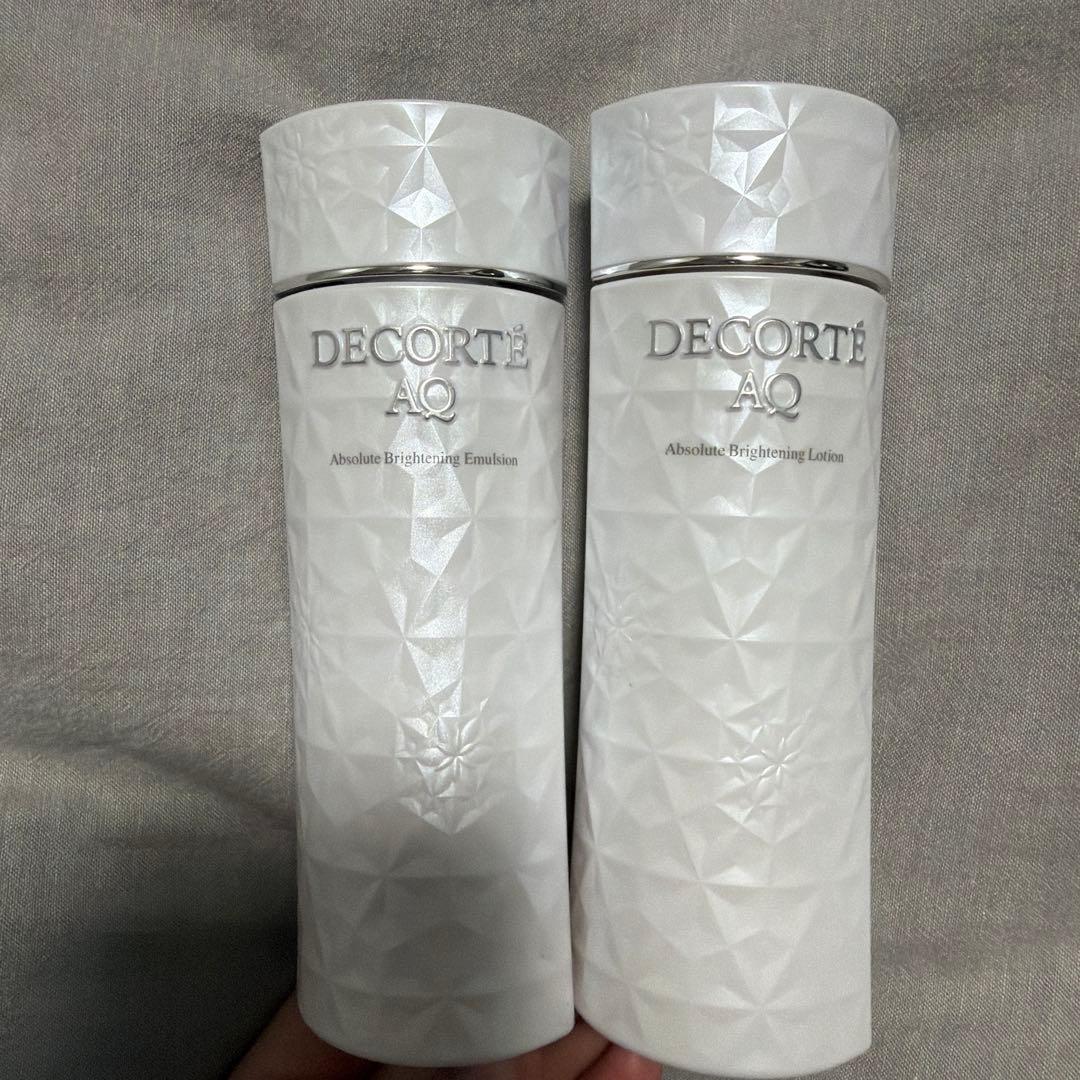 DECORTÉ
AQ
Absolute Brightening Emulsion
DECORTÉ
AQ
Absolute Brightening Lotion